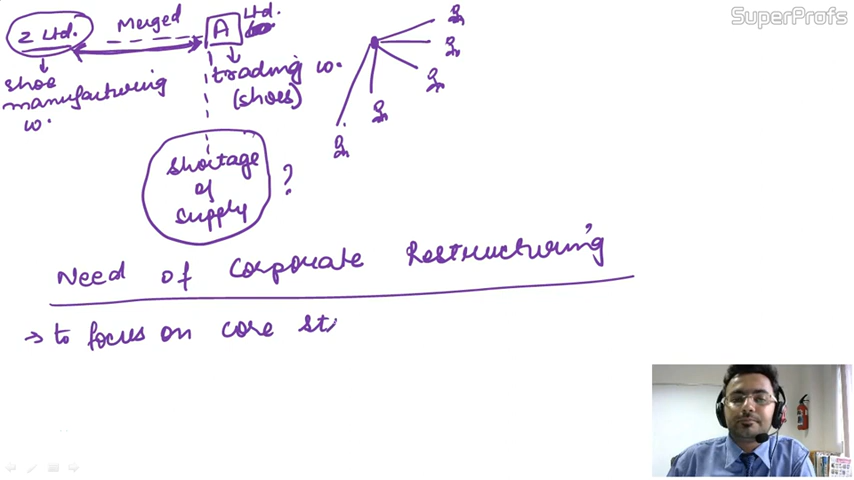 SuperProfs
Z Ltd.
Merged
A
Ltd.
shoe
manufacturing
co.
trading co.
(shoes)
Shortage
of
supply
?
Need of Corporate Restructuring
→ to focus on core st